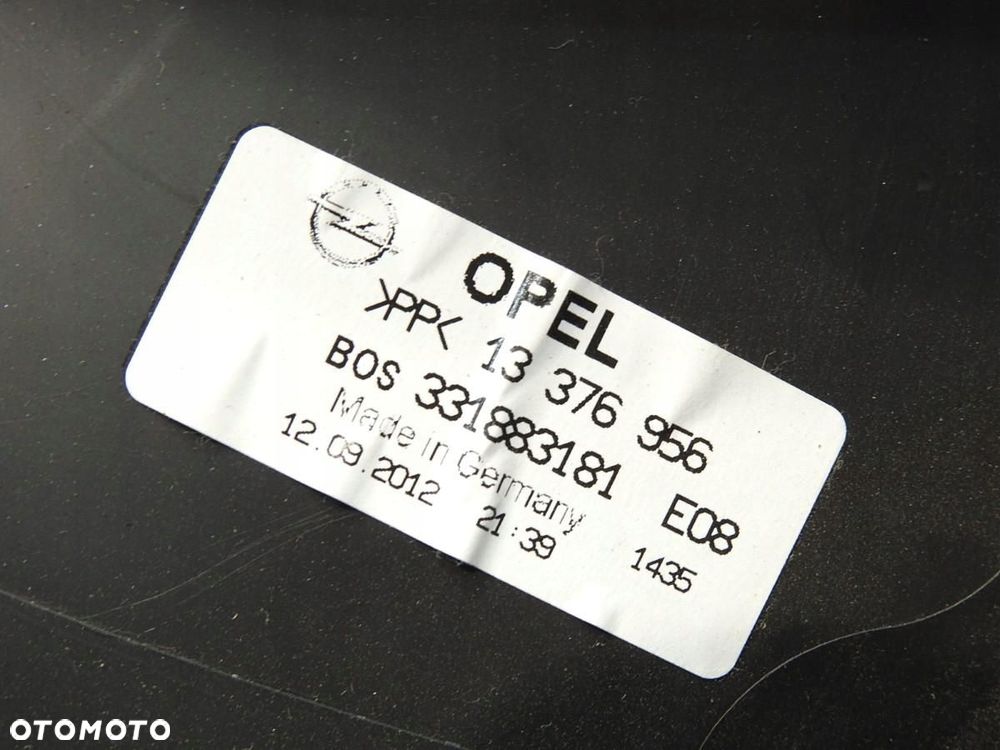 OPEL
>PP< 13 376 956
BOS 331883181 E08
Made in Germany
12.09.2012 21:39 1435
OTOMOTO